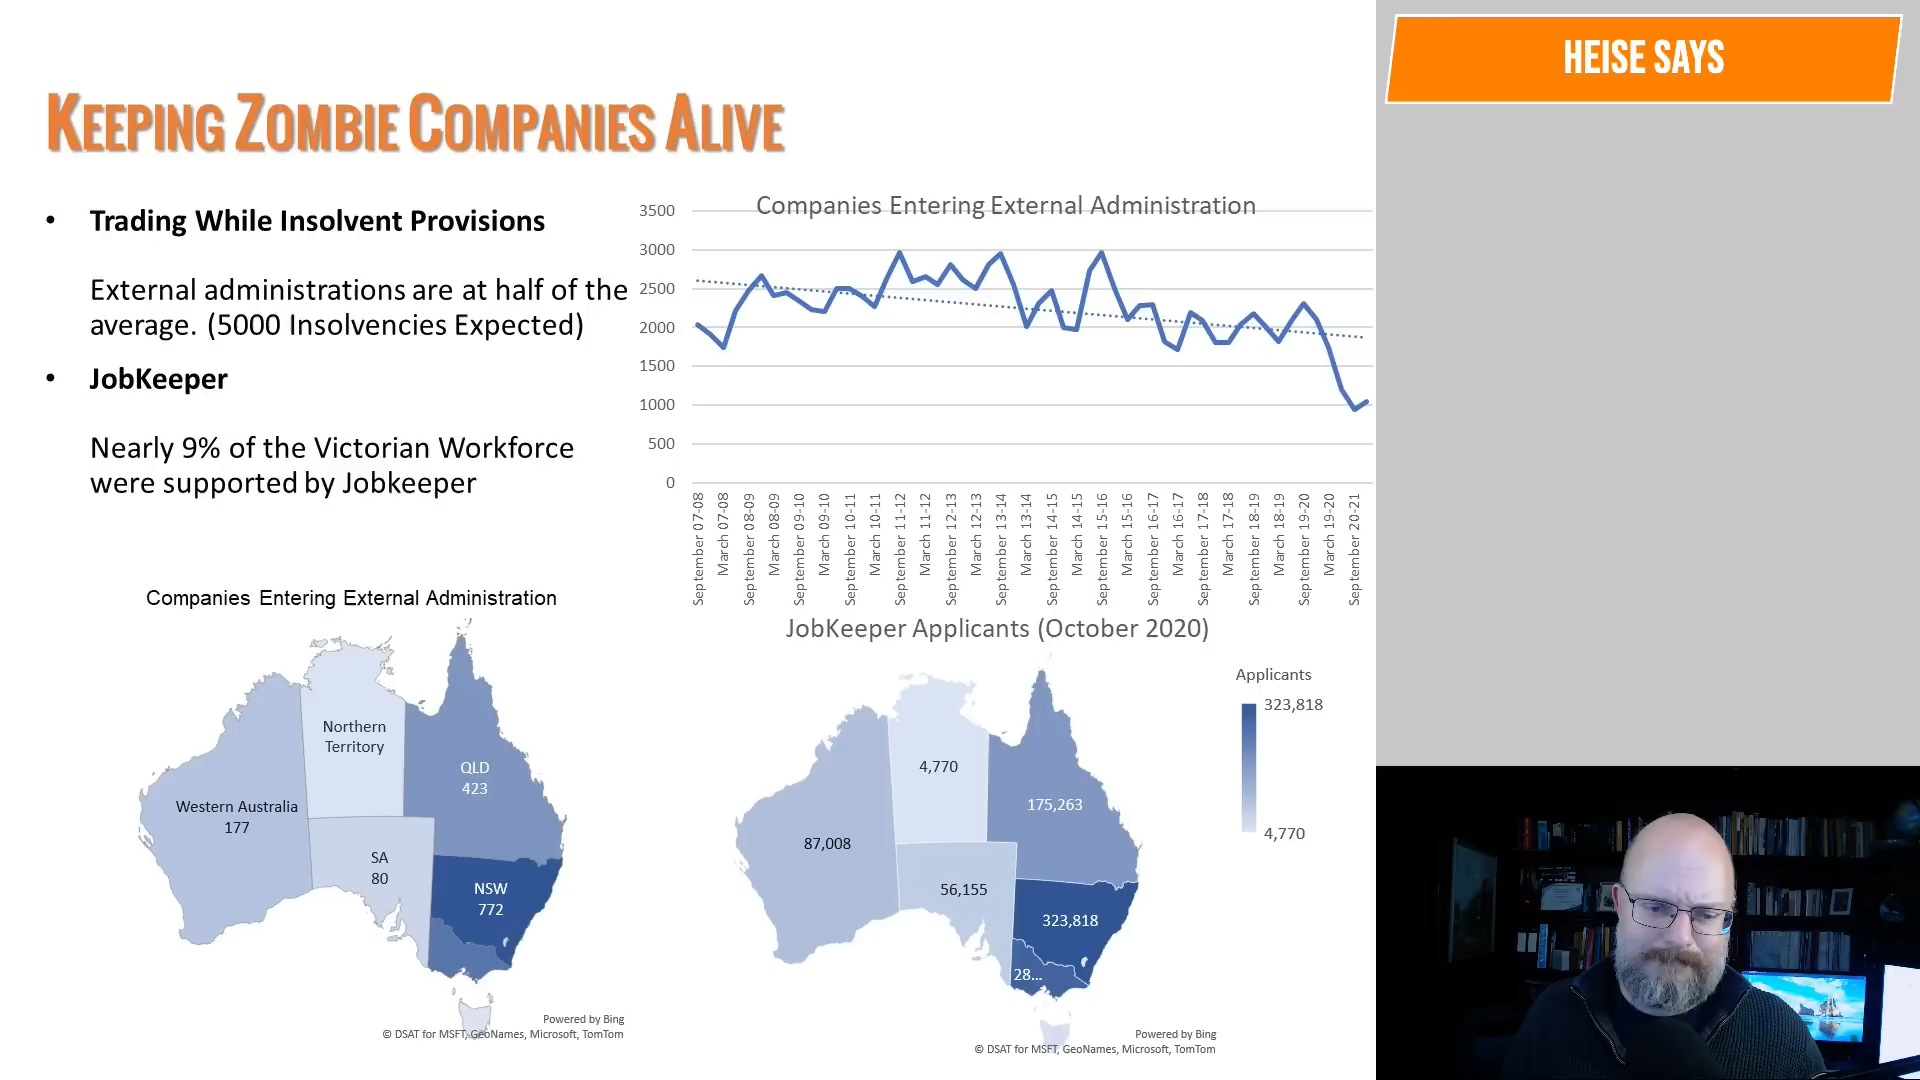 HEISE SAYS
KEEPING ZOMBIE COMPANIES ALIVE
• Trading While Insolvent Provisions
External administrations are at half of the
average. (5000 Insolvencies Expected)
• JobKeeper
Nearly 9% of the Victorian Workforce
were supported by Jobkeeper
Companies Entering External Administration
3500
3000
2500
2000
1500
1000
500
0
September 07-08
March 07-08
September 08-09
March 08-09
September 09-10
March 09-10
September 10-11
March 10-11
September 11-12
March 11-12
September 12-13
March 12-13
September 13-14
March 13-14
September 14-15
March 14-15
September 15-16
March 15-16
September 16-17
March 16-17
September 17-18
March 17-18
September 18-19
March 18-19
September 19-20
March 19-20
September 20-21
Companies Entering External Administration
Northern
Territory
QLD
423
Western Australia
177
SA
80
NSW
772
Powered by Bing
© DSAT for MSFT, GeoNames, Microsoft, TomTom
JobKeeper Applicants (October 2020)
Applicants
323,818
4,770
4,770
175,263
87,008
56,155
323,818
28...
Powered by Bing
© DSAT for MSFT, GeoNames, Microsoft, TomTom